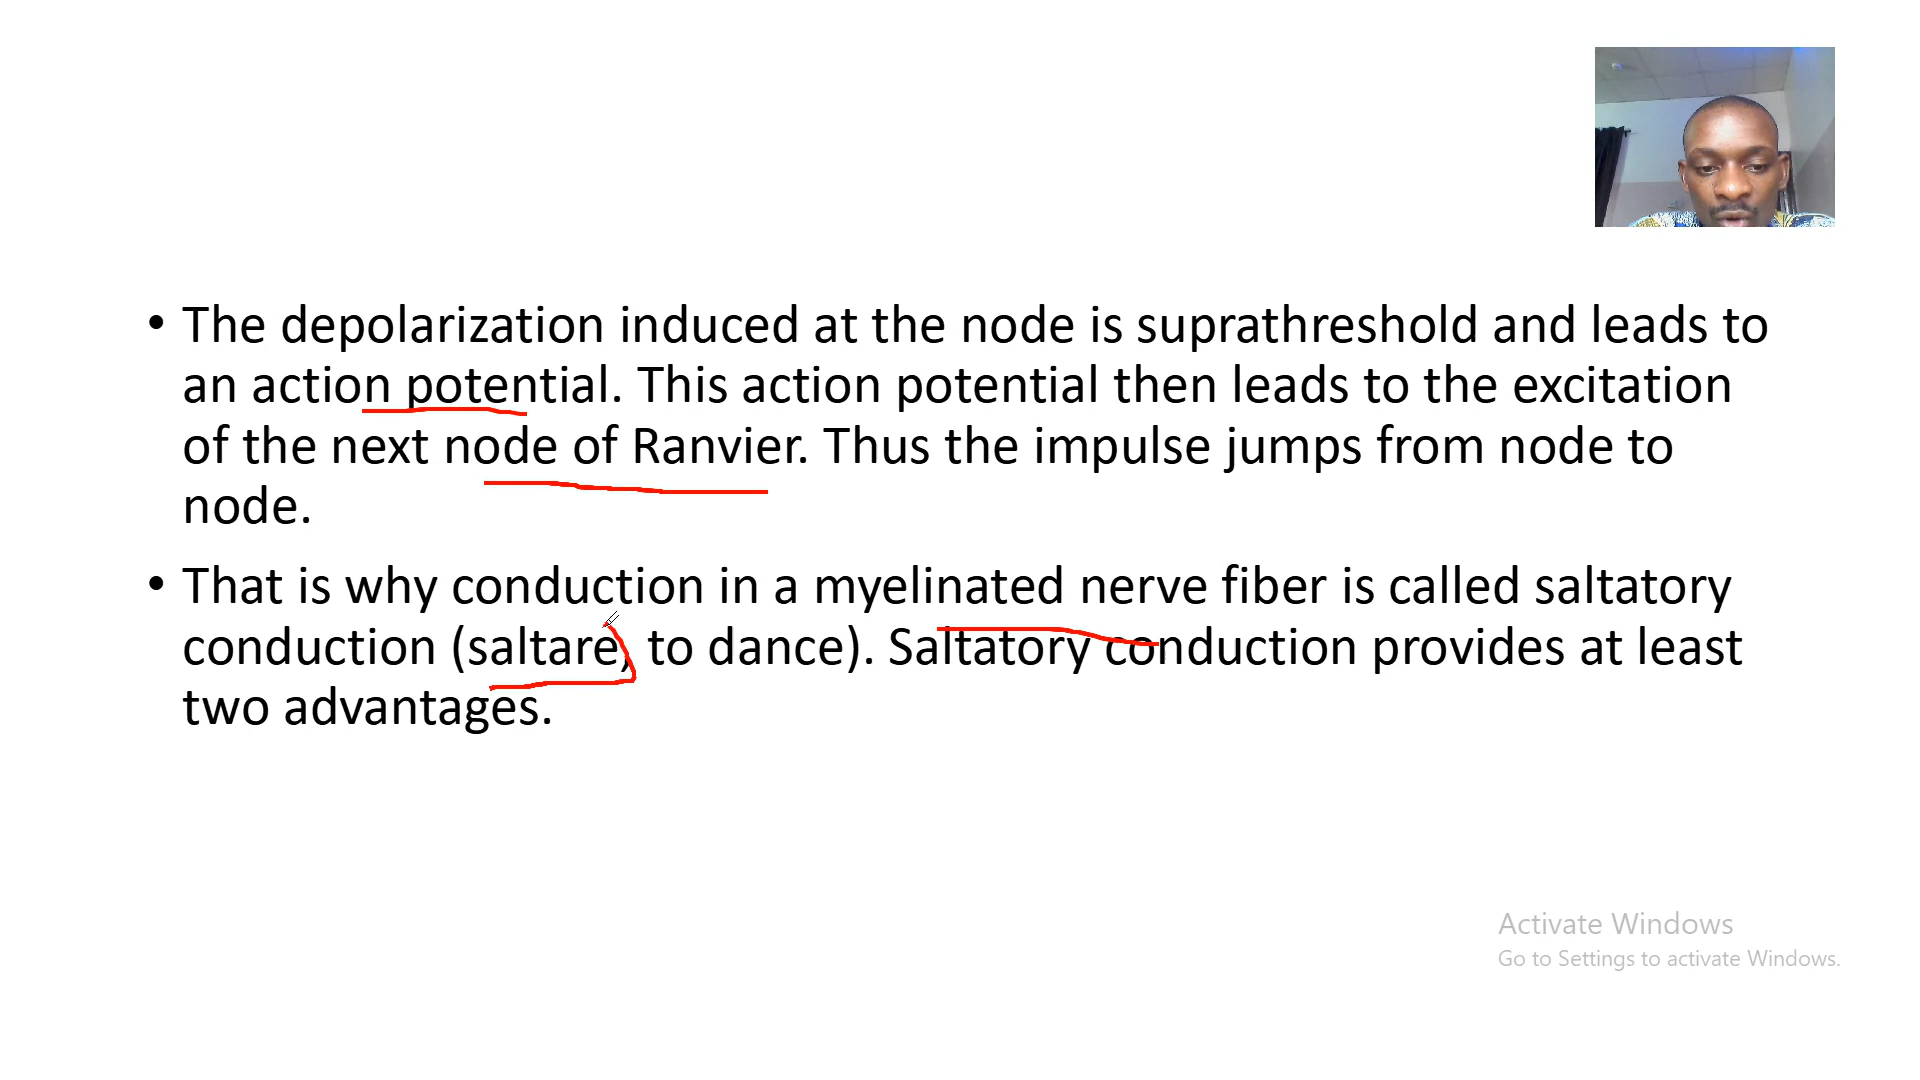 • The depolarization induced at the node is suprathreshold and leads to
an action potential. This action potential then leads to the excitation
of the next node of Ranvier. Thus the impulse jumps from node to
node.
• That is why conduction in a myelinated nerve fiber is called saltatory
conduction (saltare, to dance). Saltatory conduction provides at least
two advantages.
Activate Windows
Go to Settings to activate Windows.